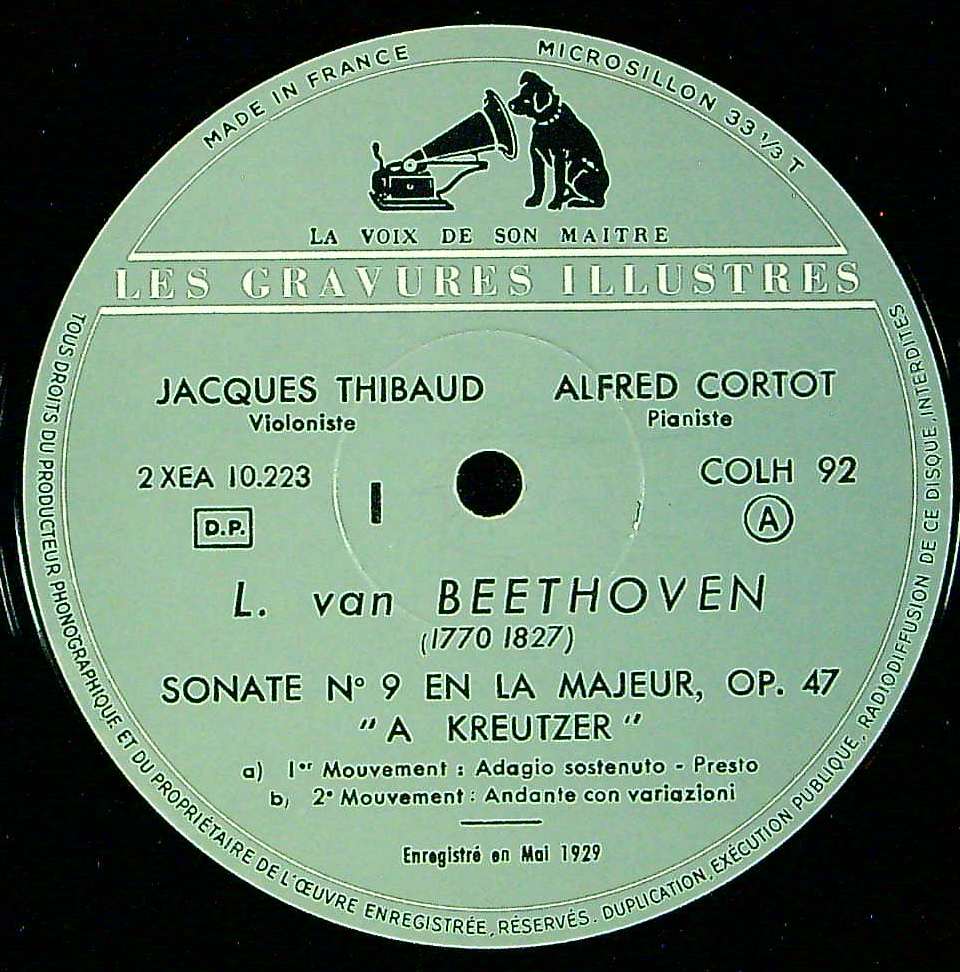 MADE IN FRANCE
MICROSILLON 33 1/3 T
LA VOIX DE SON MAITRE
LES GRAVURES ILLUSTRES
JACQUES THIBAUD
Violoniste
ALFRED CORTOT
Pianiste
2 XEA 10.223
D.P.
I
COLH 92
A
L. van BEETHOVEN
(1770 1827)
SONATE Nº 9 EN LA MAJEUR, OP. 47
"A KREUTZER"
a) 1er Mouvement : Adagio sostenuto - Presto
b) 2e Mouvement : Andante con variazioni
Enregistré en Mai 1929
TOUS DROITS DU PRODUCTEUR PHONOGRAPHIQUE ET DU PROPRIÉTAIRE DE L'ŒUVRE ENREGISTRÉE, RÉSERVÉS. DUPLICATION, EXÉCUTION PUBLIQUE, RADIODIFFUSION DE CE DISQUE, INTERDITES